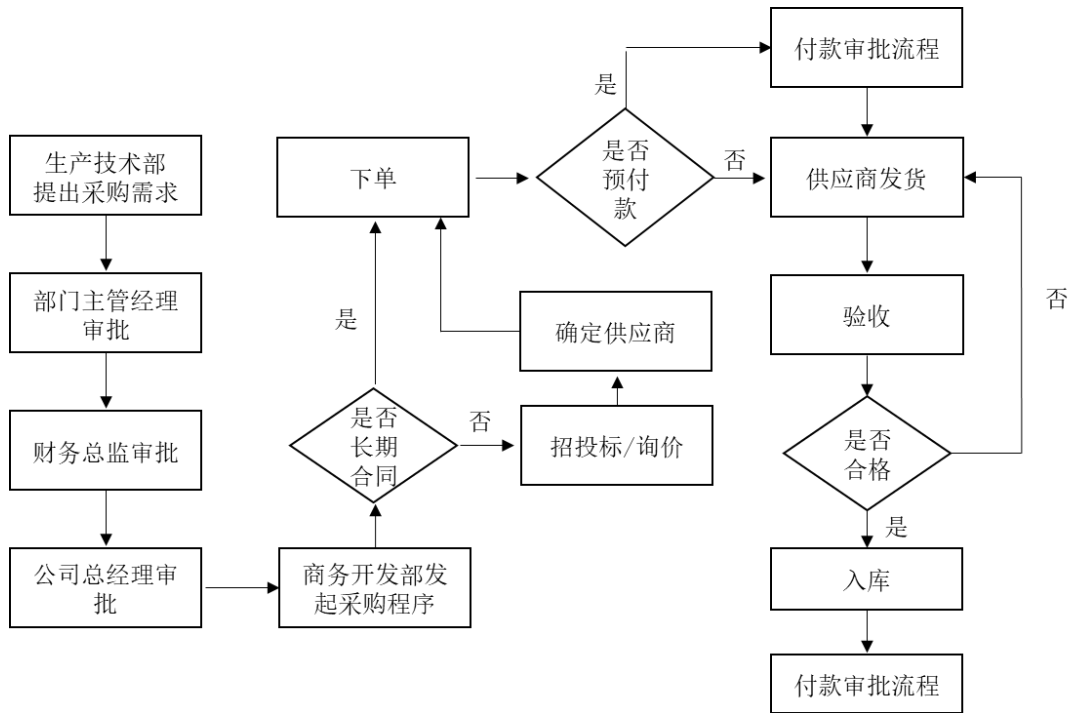 生产技术部
提出采购需求
部门主管经理
审批
财务总监审批
公司总经理审
批
商务开发部发
起采购程序
是否
长期
合同
是
否
招投标/询价
确定供应商
下单
是否
预付
款
是
否
付款审批流程
供应商发货
验收
是否
合格
否
是
入库
付款审批流程